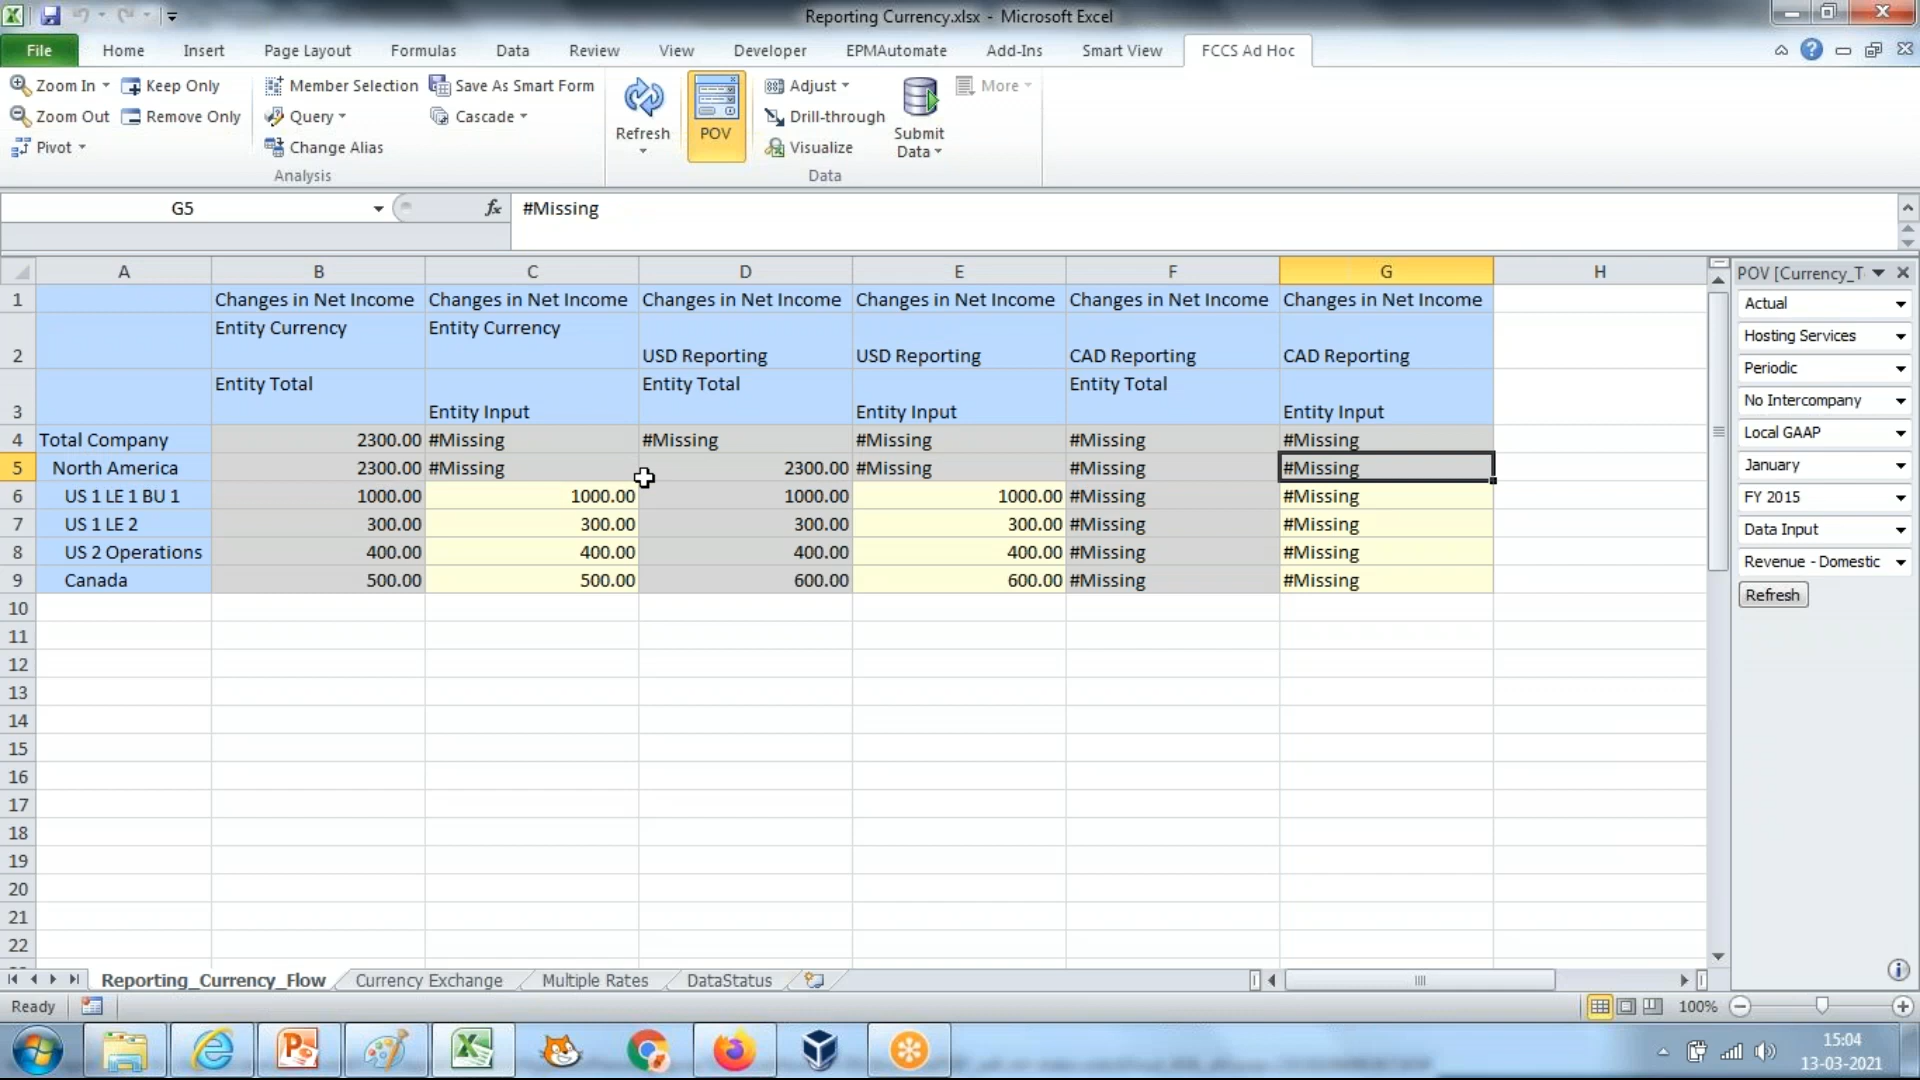 Reporting Currency.xlsx - Microsoft Excel
File Home Insert Page Layout Formulas Data Review View Developer EPMAutomate Add-Ins Smart View FCCS Ad Hoc
Zoom In Keep Only Member Selection Save As Smart Form Adjust More
Zoom Out Remove Only Query Cascade Refresh POV Drill-through Submit Data
Pivot Change Alias Visualize
Analysis Data
G5 fx #Missing
A B C D E F G H
1 Changes in Net Income Changes in Net Income Changes in Net Income Changes in Net Income Changes in Net Income Changes in Net Income
2 Entity Currency Entity Currency USD Reporting USD Reporting CAD Reporting CAD Reporting
3 Entity Total Entity Input Entity Total Entity Input Entity Total Entity Input
4 Total Company 2300.00 #Missing #Missing #Missing #Missing #Missing
5 North America 2300.00 #Missing 2300.00 #Missing #Missing #Missing
6 US 1 LE 1 BU 1 1000.00 1000.00 1000.00 1000.00 #Missing #Missing
7 US 1 LE 2 300.00 300.00 300.00 300.00 #Missing #Missing
8 US 2 Operations 400.00 400.00 400.00 400.00 #Missing #Missing
9 Canada 500.00 500.00 600.00 600.00 #Missing #Missing
10
11
12
13
14
15
16
17
18
19
20
21
22
POV [Currency_T
Actual
Hosting Services
Periodic
No Intercompany
Local GAAP
January
FY 2015
Data Input
Revenue - Domestic
Refresh
Reporting_Currency_Flow Currency Exchange Multiple Rates DataStatus
Ready 100%
15:04
13-03-2021